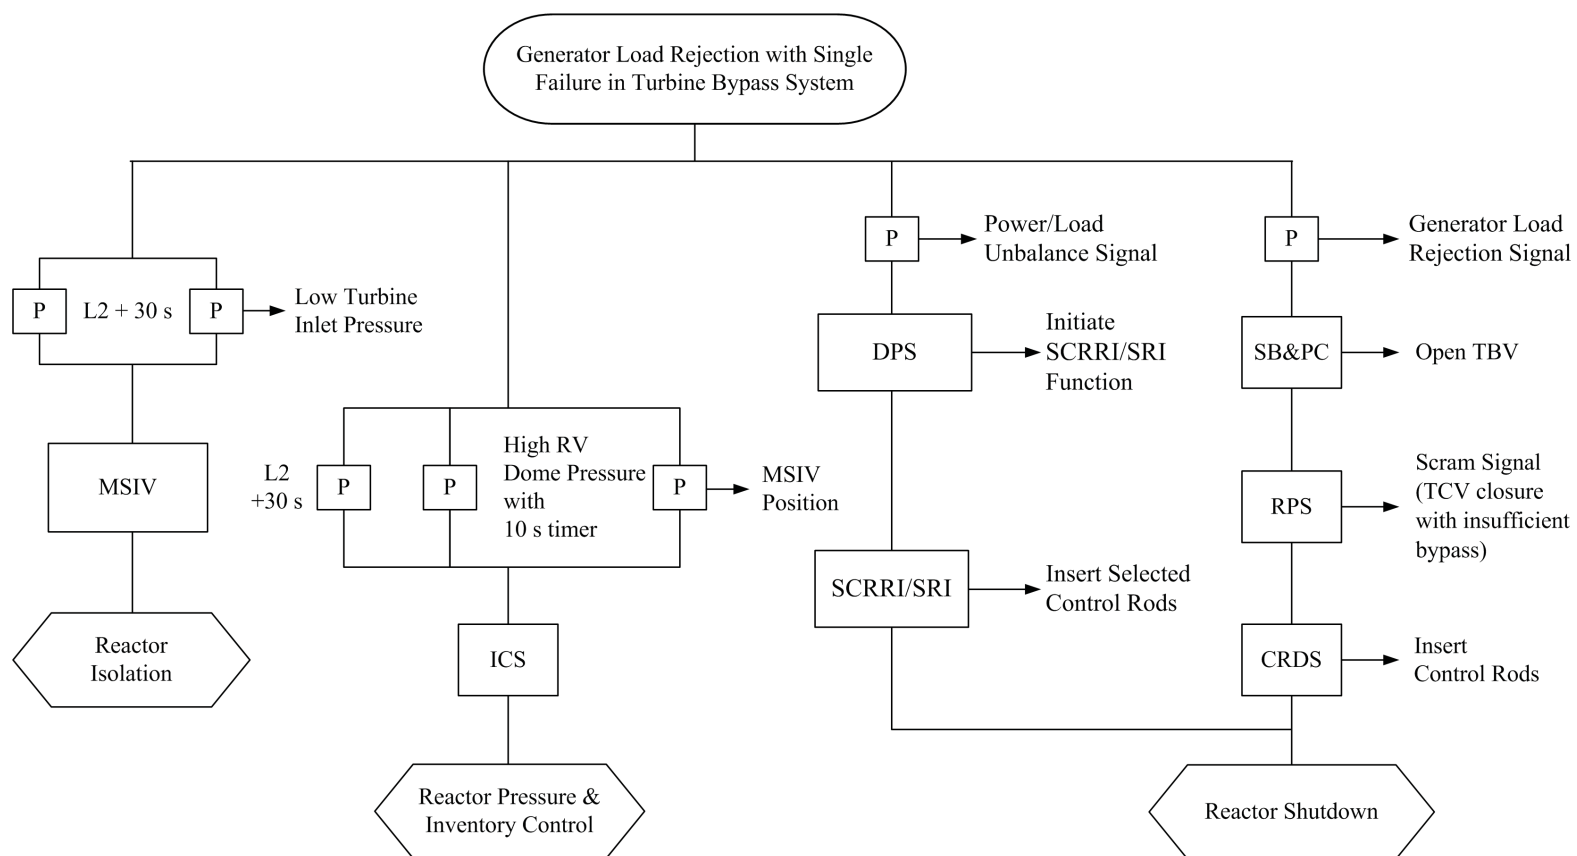 Generator Load Rejection with Single
Failure in Turbine Bypass System
P
L2 + 30 s
P
Low Turbine
Inlet Pressure
MSIV
Reactor
Isolation
L2
+30 s
P
P
High RV
Dome Pressure
with
10 s timer
P
MSIV
Position
ICS
Reactor Pressure &
Inventory Control
P
Power/Load
Unbalance Signal
DPS
Initiate
SCRRI/SRI
Function
SCRRI/SRI
Insert Selected
Control Rods
P
Generator Load
Rejection Signal
SB&PC
Open TBV
RPS
Scram Signal
(TCV closure
with insufficient
bypass)
CRDS
Insert
Control Rods
Reactor Shutdown